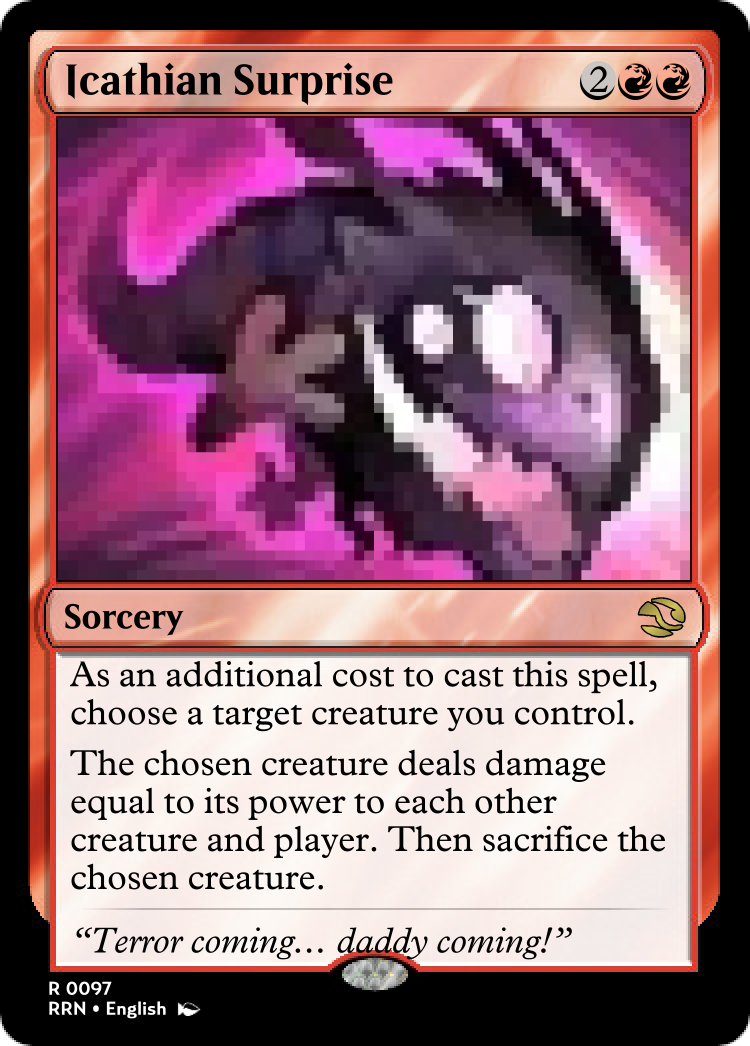 Icathian Surprise 2
Sorcery
As an additional cost to cast this spell,
choose a target creature you control.
The chosen creature deals damage
equal to its power to each other
creature and player. Then sacrifice the
chosen creature.
“Terror coming… daddy coming!”
R 0097
RRN • English